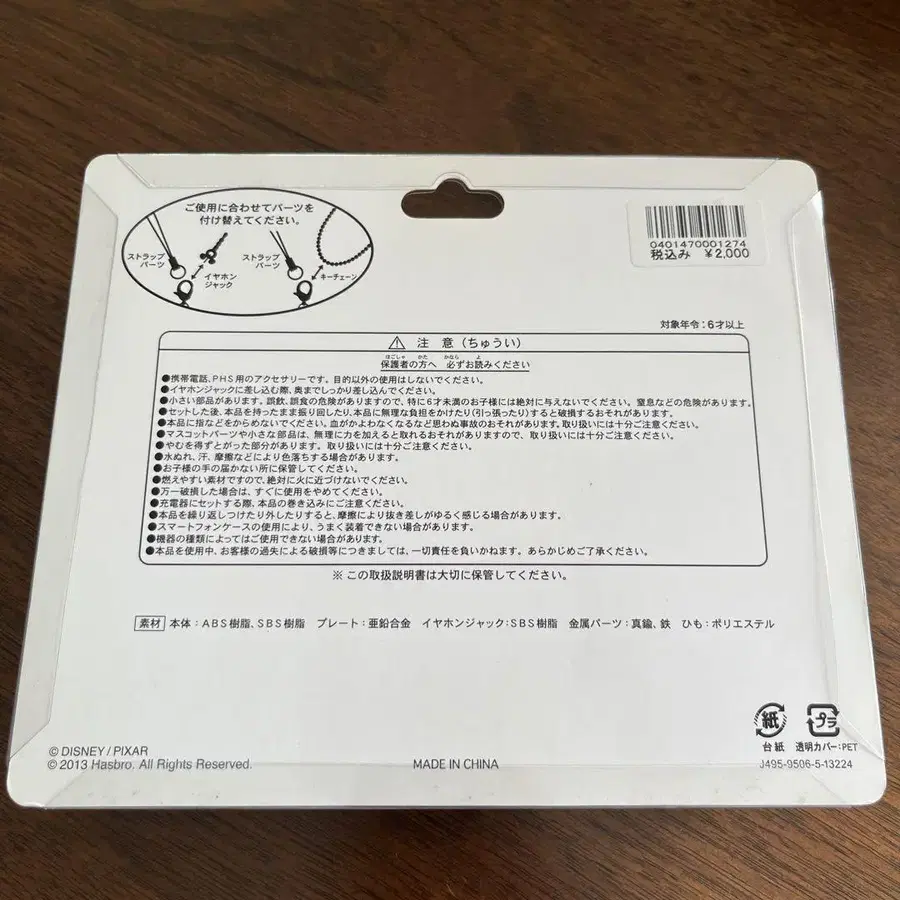 ご使用に合わせてパーツを
付け替えてください。
ストラップ
パーツ
イヤホン
ジャック
ストラップ
パーツ
キーチェーン
0401470001274
税込み ¥2,000
対象年令：6才以上
⚠ 注 意（ちゅうい）
ほごしゃ かた かなら よ
保護者の方へ 必ずお読みください
●携帯電話、PHS用のアクセサリーです。目的以外の使用はしないでください。
●イヤホンジャックに差し込む際、奥までしっかり差し込んでください。
●小さい部品があります。誤飲、誤食の危険がありますので、特に6才未満のお子様には絶対に与えないでください。窒息などの危険があります。
●セットした後、本品を持ったまま振り回したり、本品に無理な負担をかけたり(引っ張ったり)すると破損するおそれがあります。
●本品に指などをからめないでください。血がかよわなくなるなど思わぬ事故のおそれがあります。取り扱いには十分ご注意ください。
●マスコットパーツや小さな部品は、無理に力を加えると取れるおそれがありますので、取り扱いには十分ご注意ください。
●やむを得ずとがった部分があります。取り扱いには十分ご注意ください。
●水ぬれ、汗、摩擦などにより色落ちする場合があります。
●お子様の手の届かない所に保管してください。
●燃えやすい素材ですので、絶対に火に近づけないでください。
●万一破損した場合は、すぐに使用をやめてください。
●充電器にセットする際、本品の巻き込みにご注意ください。
●本品を繰り返しつけたり外したりすると、摩擦により抜き差しがゆるく感じる場合があります。
●スマートフォンケースの使用により、うまく装着できない場合があります。
●機器の種類によってはご使用できない場合があります。
●本品を使用中、お客様の過失による破損等につきましては、一切責任を負いかねます。あらかじめご了承ください。
※ この取扱説明書は大切に保管してください。
素材 本体：ABS樹脂、SBS樹脂 プレート：亜鉛合金 イヤホンジャック：SBS樹脂 金属パーツ：真鍮、鉄 ひも：ポリエステル
紙 プラ
台紙 透明カバー：PET
© DISNEY / PIXAR
© 2013 Hasbro. All Rights Reserved.
MADE IN CHINA
J495-9506-5-13224